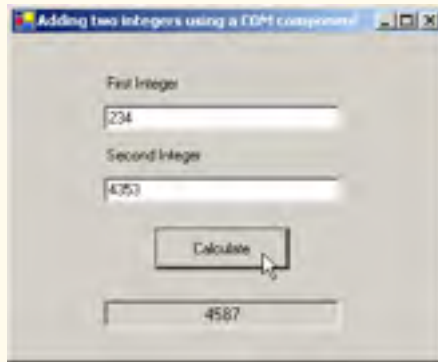 Adding two integers using a COM component
First Integer
234
Second Integer
4353
Calculate
4587